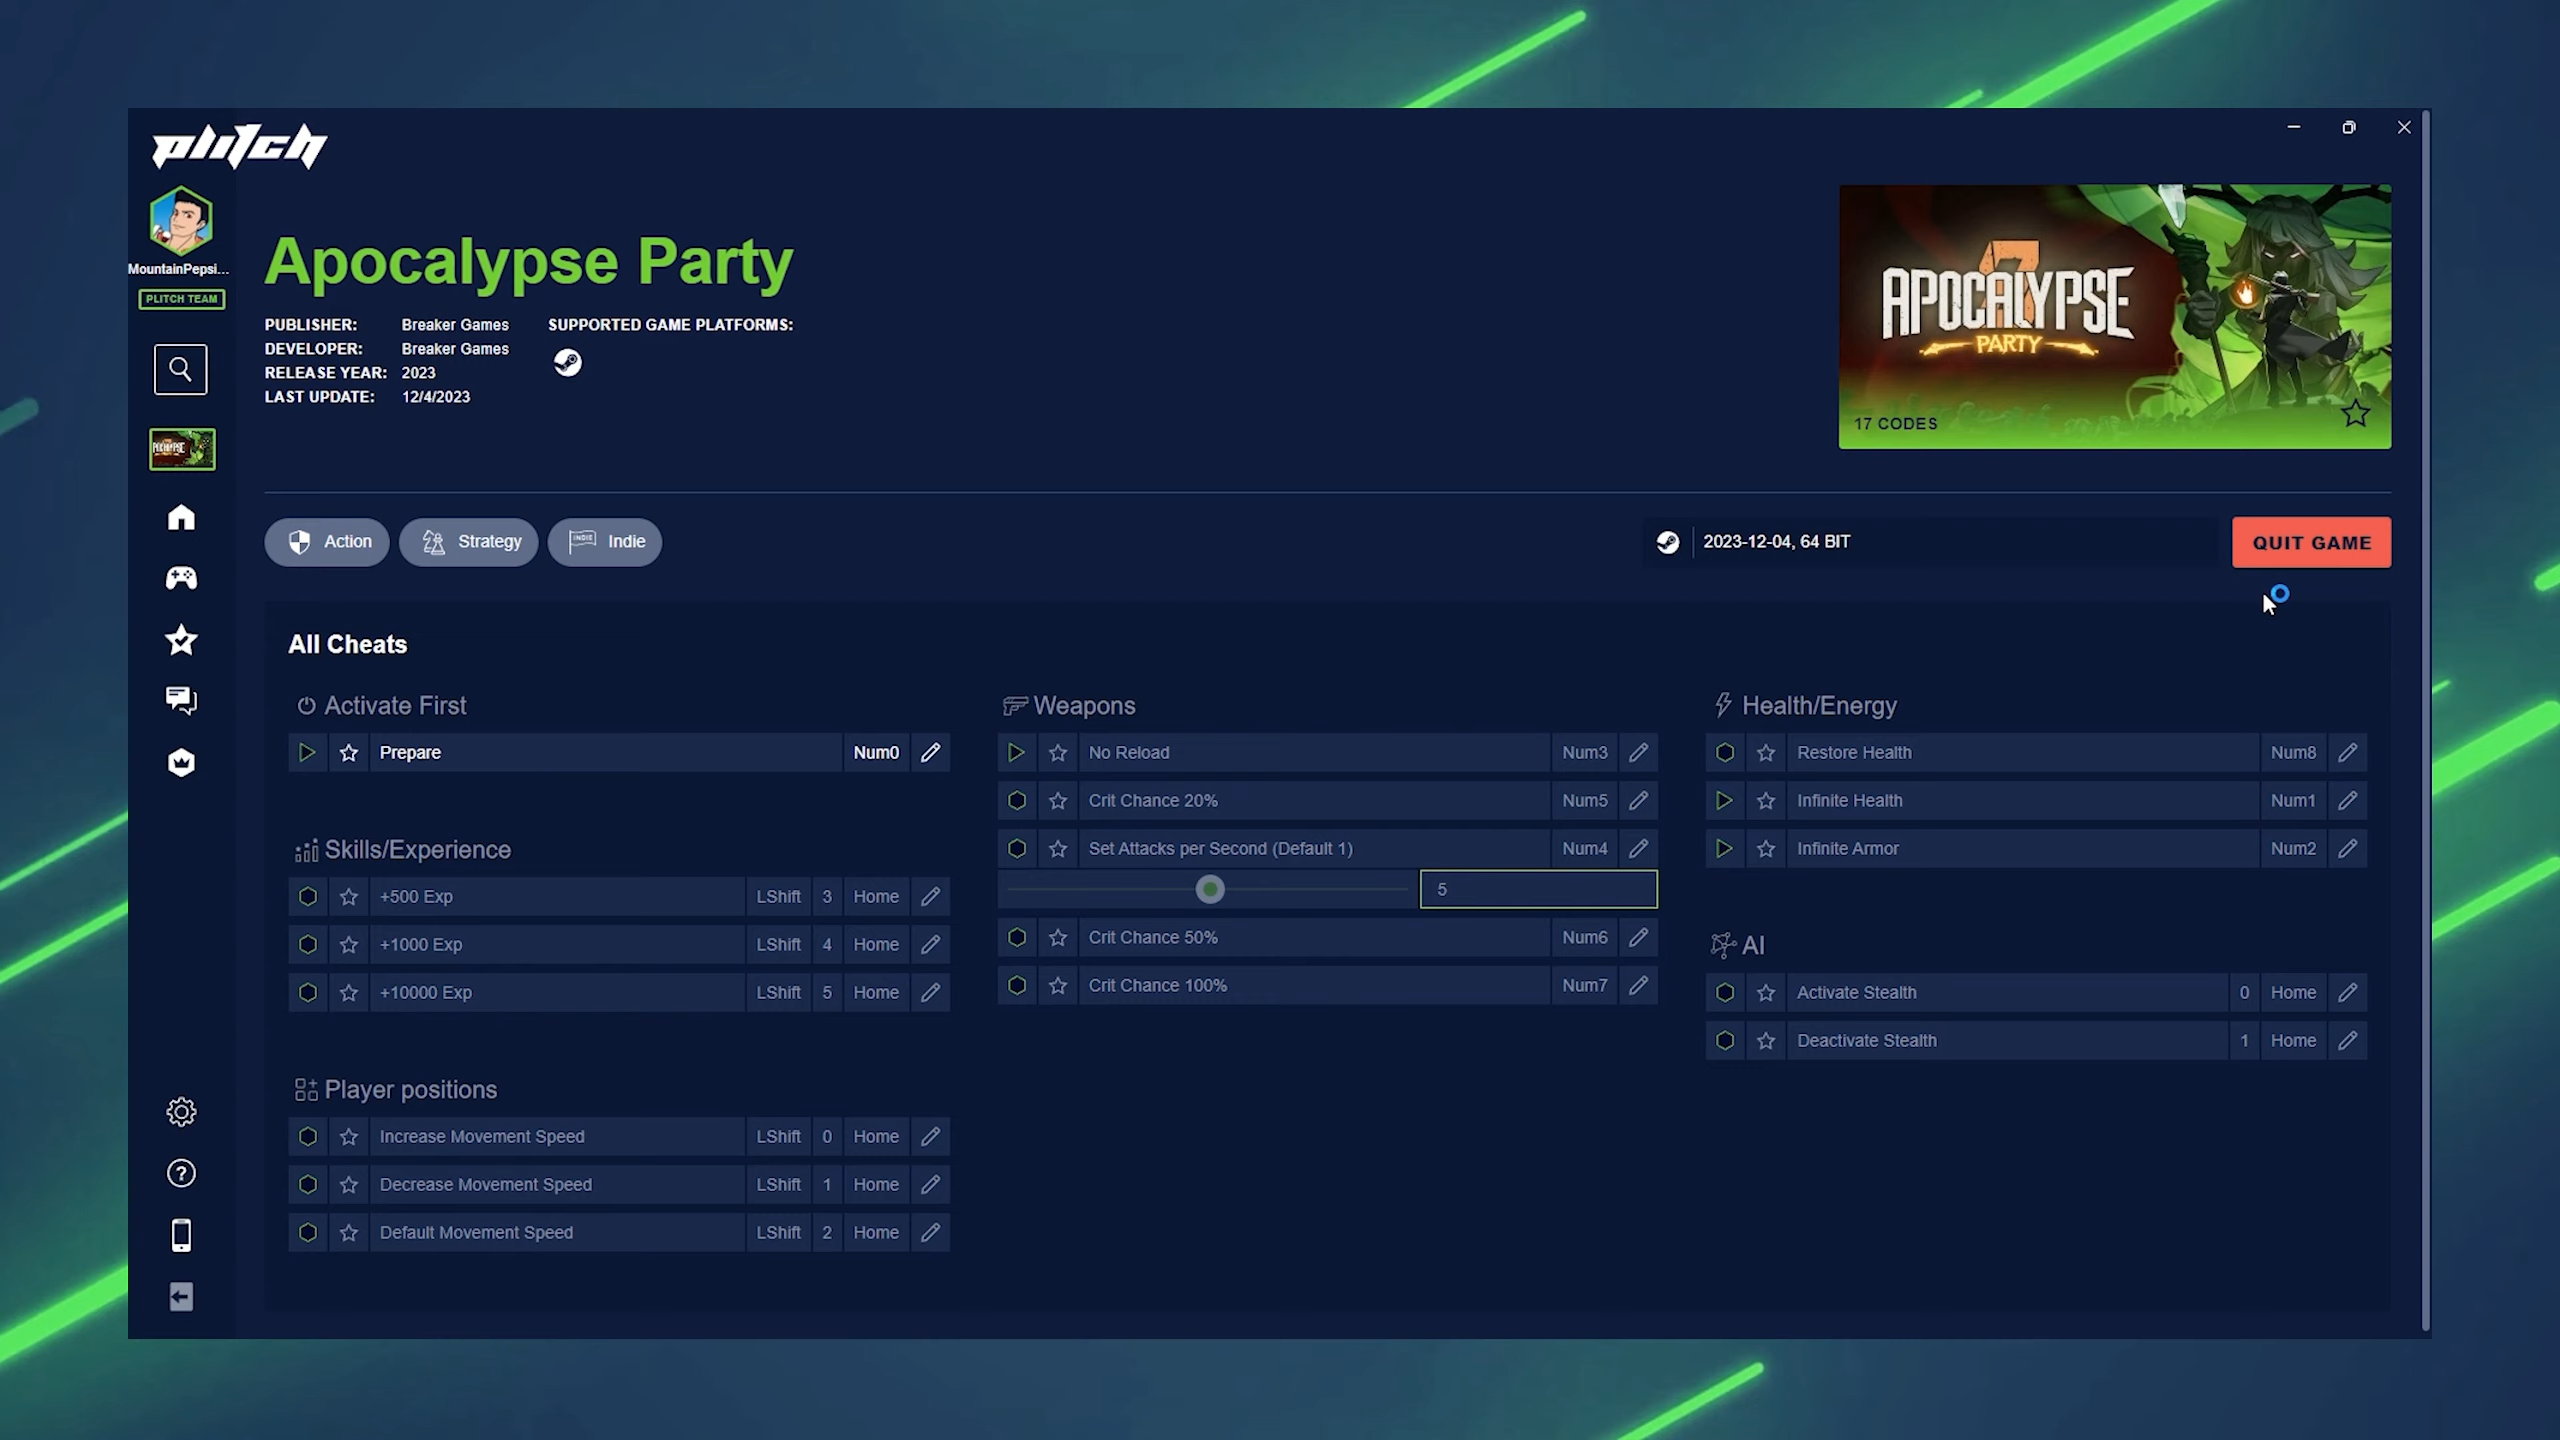 plitch
MountainPepsi...
PLITCH TEAM
Apocalypse Party
PUBLISHER: Breaker Games
DEVELOPER: Breaker Games
RELEASE YEAR: 2023
LAST UPDATE: 12/4/2023
SUPPORTED GAME PLATFORMS:
APOCALYPSE
PARTY
17 CODES
Action
Strategy
INDIE
Indie
2023-12-04, 64 BIT
QUIT GAME
All Cheats
Activate First
Prepare Num0
Skills/Experience
+500 Exp LShift 3 Home
+1000 Exp LShift 4 Home
+10000 Exp LShift 5 Home
Player positions
Increase Movement Speed LShift 0 Home
Decrease Movement Speed LShift 1 Home
Default Movement Speed LShift 2 Home
Weapons
No Reload Num3
Crit Chance 20% Num5
Set Attacks per Second (Default 1) Num4
5
Crit Chance 50% Num6
Crit Chance 100% Num7
Health/Energy
Restore Health Num8
Infinite Health Num1
Infinite Armor Num2
AI
Activate Stealth 0 Home
Deactivate Stealth 1 Home